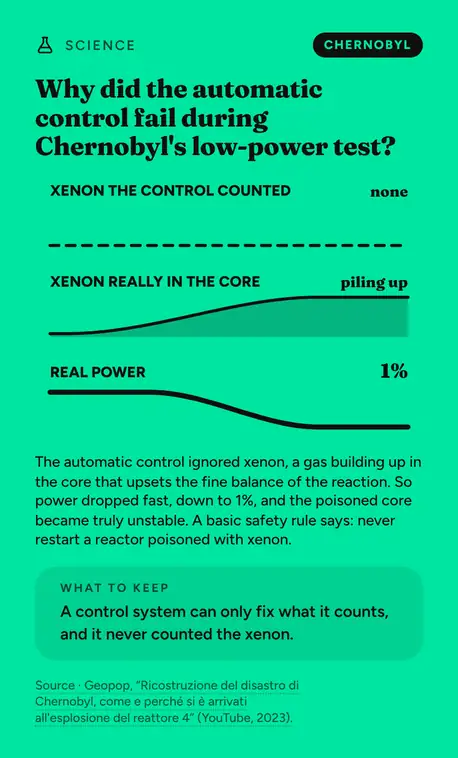 SCIENCE
CHERNOBYL
Why did the automatic
control fail during
Chernobyl's low-power test?
XENON THE CONTROL COUNTED
none
XENON REALLY IN THE CORE
piling up
REAL POWER
1%
The automatic control ignored xenon, a gas building up in
the core that upsets the fine balance of the reaction. So
power dropped fast, down to 1%, and the poisoned core
became truly unstable. A basic safety rule says: never
restart a reactor poisoned with xenon.
WHAT TO KEEP
A control system can only fix what it counts,
and it never counted the xenon.
Source · Geopop, “Ricostruzione del disastro di
Chernobyl, come e perché si è arrivati
all'esplosione del reattore 4” (YouTube, 2023).